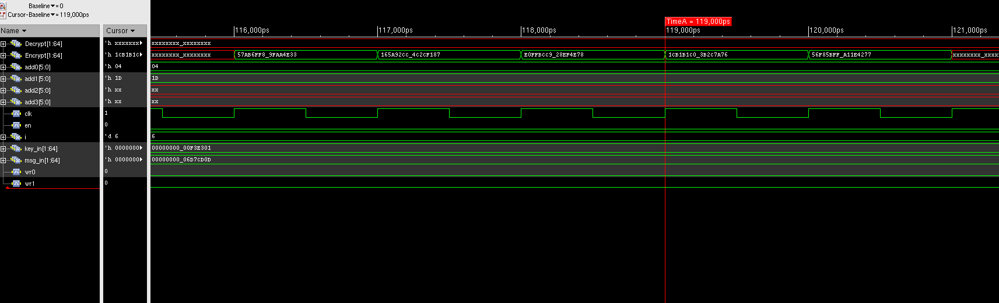 Baseline▼= 0
Cursor-Baseline▼= 119,000ps
TimeA = 119,000ps
Name ▼ Cursor ▼ 116,000ps 117,000ps 118,000ps 119,000ps 120,000ps 121,000ps
Decrypt[1:64] 'h xxxxxxx▶ xxxxxxxx_xxxxxxxx
Encrypt[1:64] 'h 1CB1B1C▶ xxxxxxxx_xxxxxxxx 57AB6FF8_9FAA4E33 165A92CC_4C2CF187 E0FFBCC9_28EF4E78 1CB1B1C0_3B2C7A76 56F85BFF_A11E4277 xxxxxxxx_xxxx
add0[5:0] 'h 04 04
add1[5:0] 'h 1D 1D
add2[5:0] 'h xx xx
add3[5:0] 'h xx xx
clk 1
en 0
i 'd 6 6
key_in[1:64] 'h 0000000▶ 00000000_00F3E301
msg_in[1:64] 'h 0000000▶ 00000000_06D7CD0D
wr0 0
wr1 0